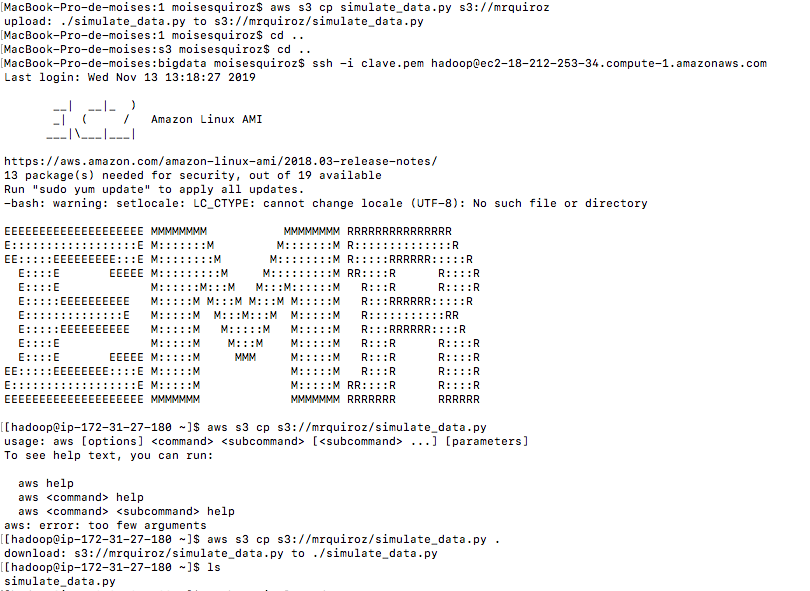 [MacBook-Pro-de-moises:1 moisesquiroz$ aws s3 cp simulate_data.py s3://mrquiroz
upload: ./simulate_data.py to s3://mrquiroz/simulate_data.py
[MacBook-Pro-de-moises:1 moisesquiroz$ cd ..
[MacBook-Pro-de-moises:s3 moisesquiroz$ cd ..
[MacBook-Pro-de-moises:bigdata moisesquiroz$ ssh -i clave.pem hadoop@ec2-18-212-253-34.compute-1.amazonaws.com
Last login: Wed Nov 13 13:18:27 2019

       __|  __|_  )
       _|  (     /   Amazon Linux AMI
      ___|\___|___|

https://aws.amazon.com/amazon-linux-ami/2018.03-release-notes/
13 package(s) needed for security, out of 19 available
Run "sudo yum update" to apply all updates.
-bash: warning: setlocale: LC_CTYPE: cannot change locale (UTF-8): No such file or directory

EEEEEEEEEEEEEEEEEEEE MMMMMMMM           MMMMMMMM RRRRRRRRRRRRRRR
E::::::::::::::::::E M:::::::M         M:::::::M R::::::::::::::R
EE:::::EEEEEEEEE:::E M::::::::M       M::::::::M R:::::RRRRRR:::::R
  E::::E       EEEEE M:::::::::M     M:::::::::M RR::::R      R::::R
  E::::E             M::::::M:::M   M:::M::::::M   R:::R      R::::R
  E:::::EEEEEEEEEE   M:::::M M:::M M:::M M:::::M   R:::RRRRRR:::::R
  E::::::::::::::E   M:::::M  M:::M:::M  M:::::M   R:::::::::::RR
  E:::::EEEEEEEEEE   M:::::M   M:::::M   M:::::M   R:::RRRRRR::::R
  E::::E             M:::::M    M:::M    M:::::M   R:::R      R::::R
  E::::E       EEEEE M:::::M     MMM     M:::::M   R:::R      R::::R
EE:::::EEEEEEEE::::E M:::::M             M:::::M   R:::R      R::::R
E::::::::::::::::::E M:::::M             M:::::M RR::::R      R::::R
EEEEEEEEEEEEEEEEEEEE MMMMMMM             MMMMMMM RRRRRRR      RRRRRR

[[hadoop@ip-172-31-27-180 ~]$ aws s3 cp s3://mrquiroz/simulate_data.py
usage: aws [options] <command> <subcommand> [<subcommand> ...] [parameters]
To see help text, you can run:

  aws help
  aws <command> help
  aws <command> <subcommand> help
aws: error: too few arguments
[[hadoop@ip-172-31-27-180 ~]$ aws s3 cp s3://mrquiroz/simulate_data.py .
download: s3://mrquiroz/simulate_data.py to ./simulate_data.py
[[hadoop@ip-172-31-27-180 ~]$ ls
simulate_data.py